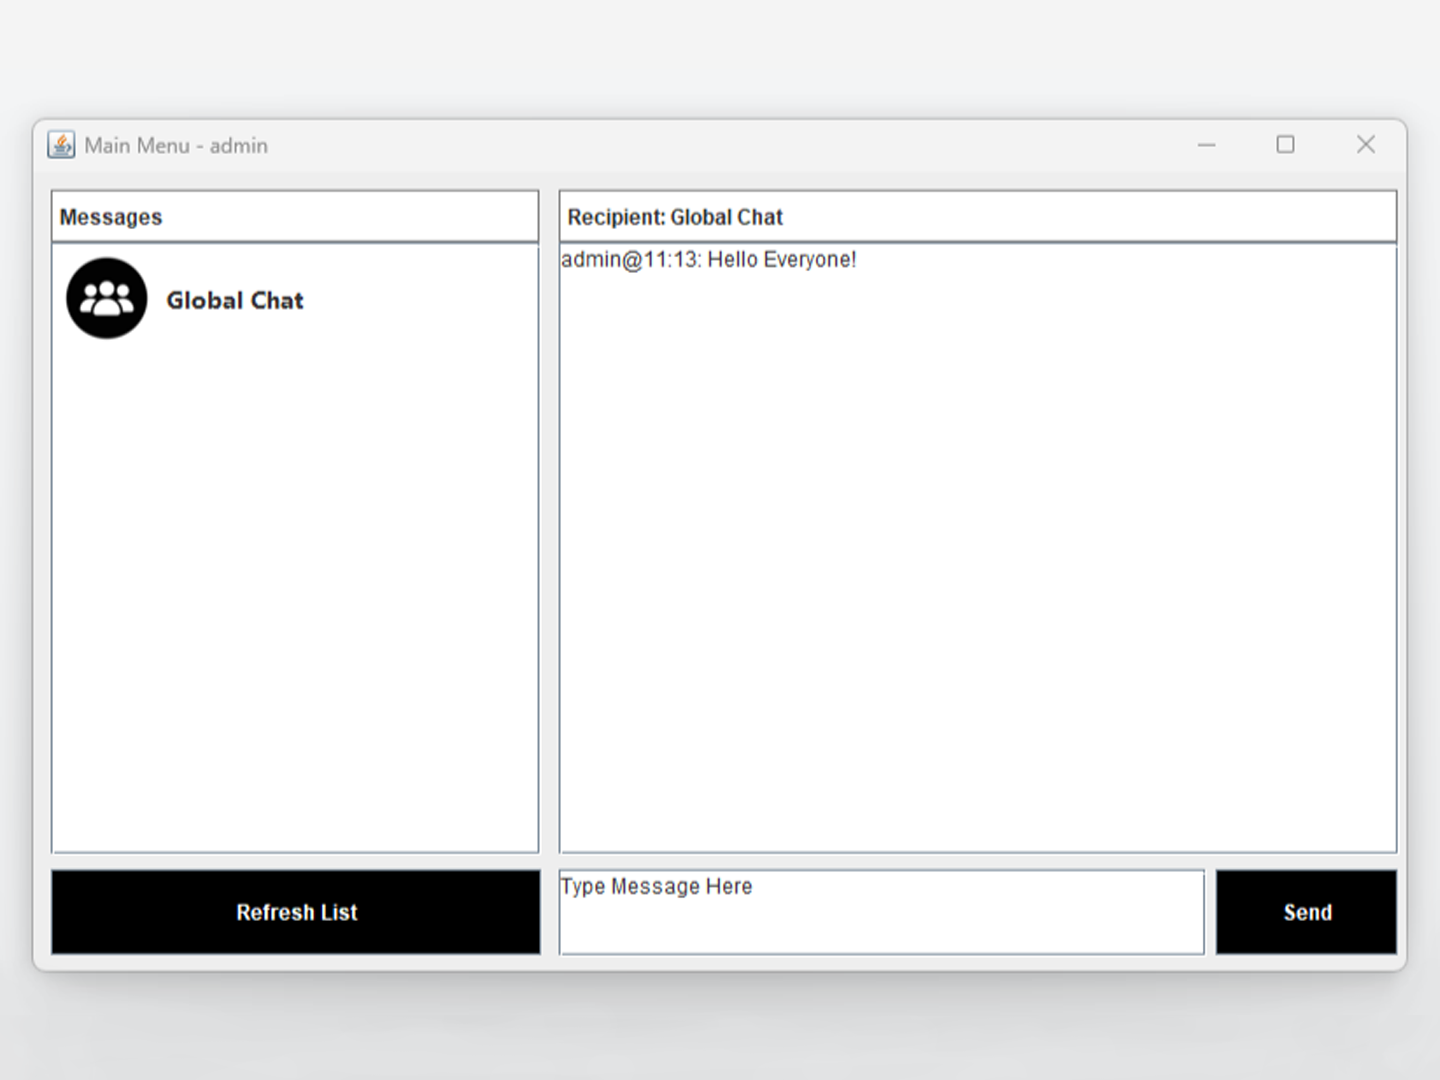 Main Menu - admin
Messages
Global Chat
Refresh List
Recipient: Global Chat
admin@11:13: Hello Everyone!
Type Message Here
Send